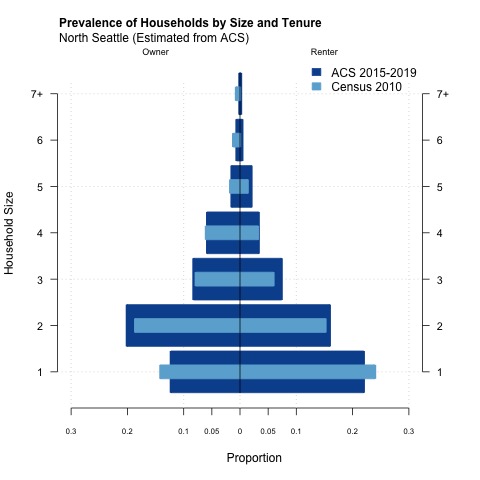 Prevalence of Households by Size and Tenure
North Seattle (Estimated from ACS)
Owner
Renter
ACS 2015-2019
Census 2010
7+
7+
6
6
5
5
4
4
3
3
2
2
1
1
Household Size
0.3
0.2
0.1
0.05
0
0.05
0.1
0.2
0.3
Proportion